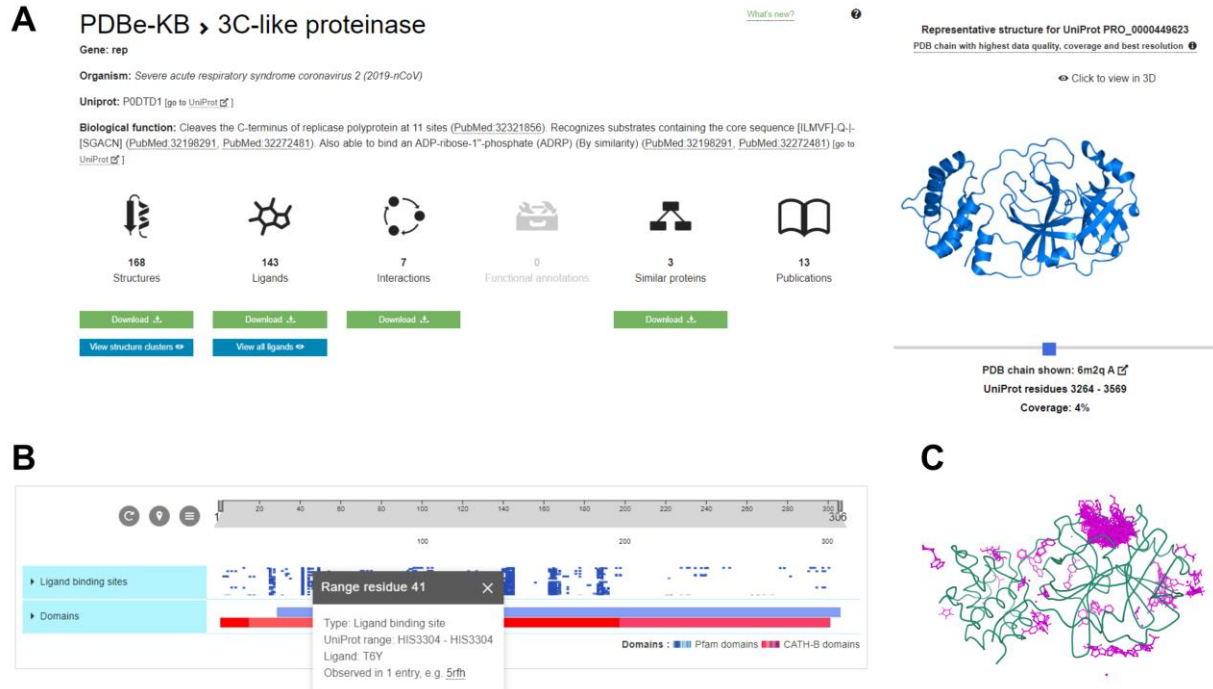 A
PDBe-KB › 3C-like proteinase
What's new?
?
Gene: rep
Organism: Severe acute respiratory syndrome coronavirus 2 (2019-nCoV)
Uniprot: P0DTD1 [go to UniProt ]
Biological function: Cleaves the C-terminus of replicase polyprotein at 11 sites (PubMed:32321856). Recognizes substrates containing the core sequence [ILMVF]-Q-|-
[SGACN] (PubMed:32198291, PubMed:32272481). Also able to bind an ADP-ribose-1''-phosphate (ADRP) (By similarity) (PubMed:32198291, PubMed:32272481) [go to
UniProt ]
168 143 7 0 3 13
Structures Ligands Interactions Functional annotations Similar proteins Publications
Download Download Download Download
View structure clusters View all ligands
Representative structure for UniProt PRO_0000449623
PDB chain with highest data quality, coverage and best resolution
Click to view in 3D
PDB chain shown: 6m2q A
UniProt residues 3264 - 3569
Coverage: 4%
B
20 40 60 80 100 120 140 160 180 200 220 240 260 280 300
1 306
100 200 300
Ligand binding sites
Domains
Range residue 41 ×
Type: Ligand binding site
UniProt range: HIS3304 - HIS3304
Ligand: T6Y
Observed in 1 entry, e.g. 5rfh
Domains : Pfam domains CATH-B domains
C